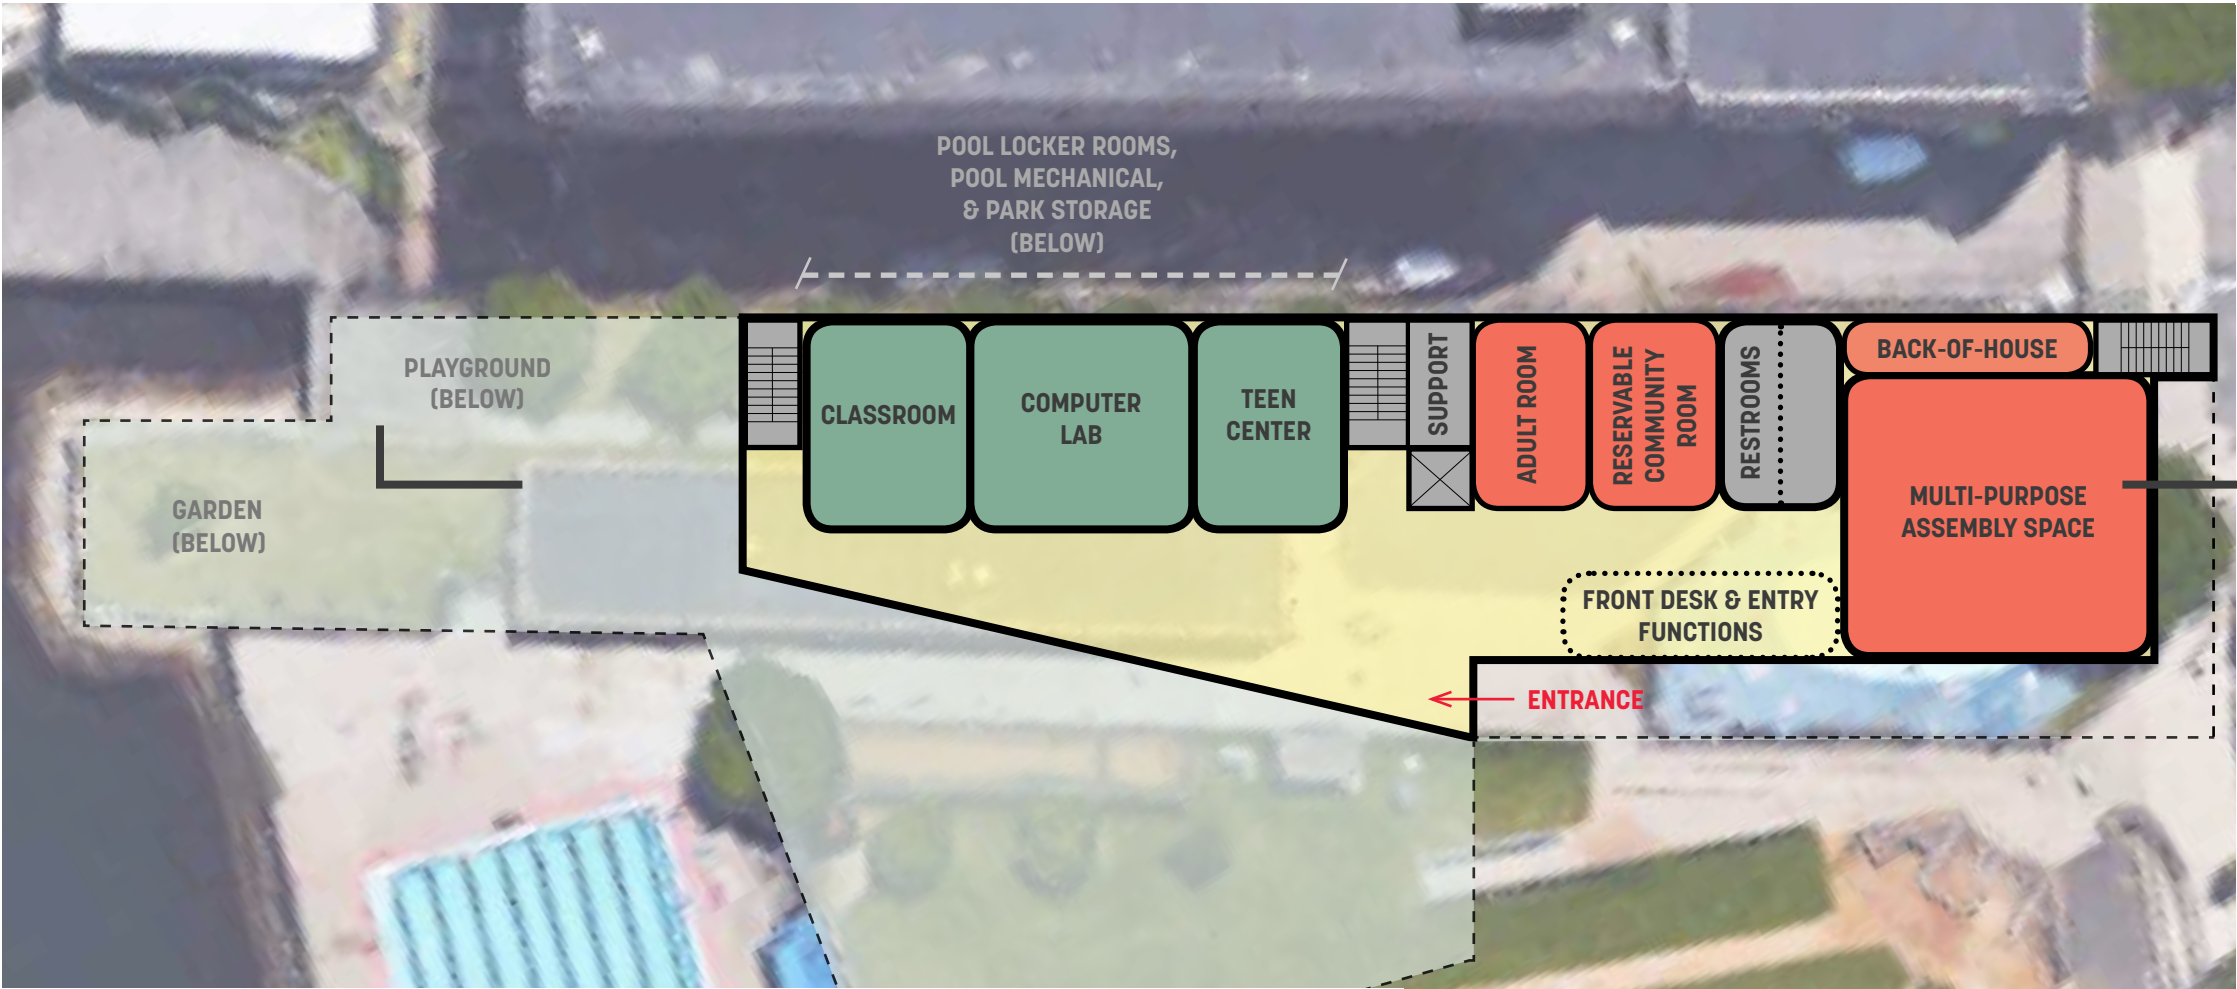 POOL LOCKER ROOMS,
POOL MECHANICAL,
& PARK STORAGE
(BELOW)
PLAYGROUND
(BELOW)
GARDEN
(BELOW)
CLASSROOM
COMPUTER
LAB
TEEN
CENTER
SUPPORT
ADULT ROOM
RESERVABLE
COMMUNITY
ROOM
RESTROOMS
BACK-OF-HOUSE
MULTI-PURPOSE
ASSEMBLY SPACE
FRONT DESK & ENTRY
FUNCTIONS
ENTRANCE